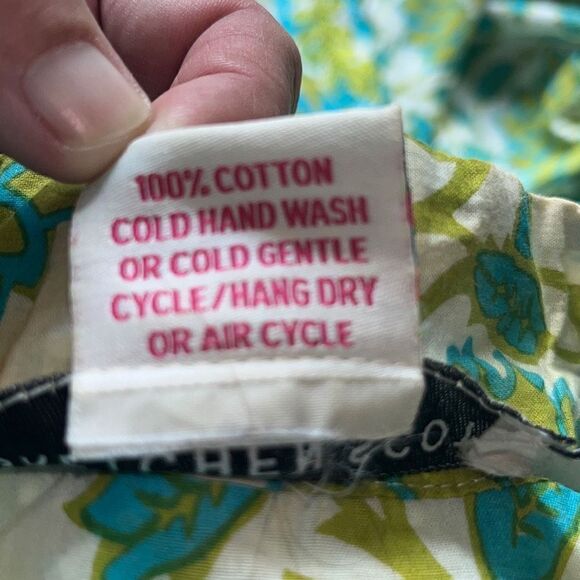 100% COTTON
COLD HAND WASH
OR COLD GENTLE
CYCLE/HANG DRY
OR AIR CYCLE